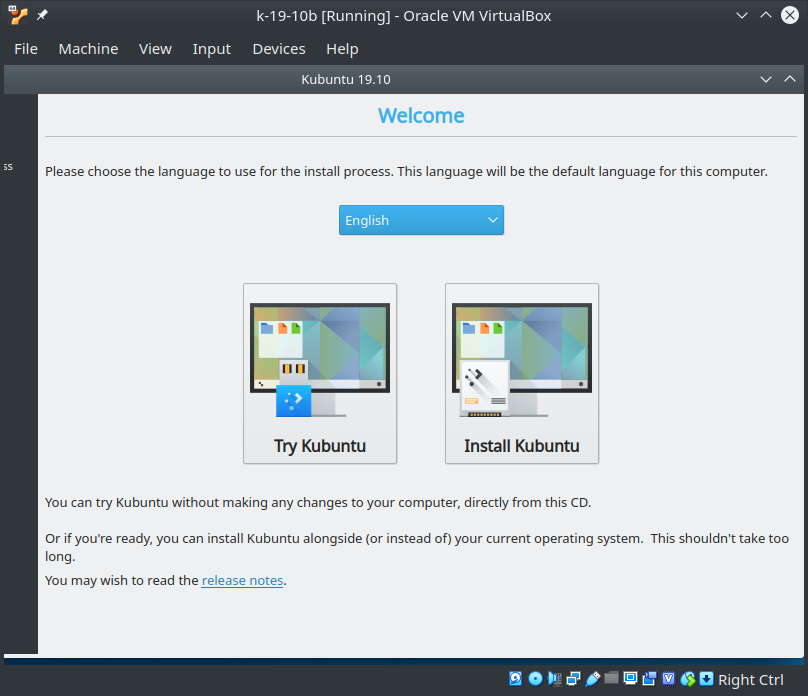 k-19-10b [Running] - Oracle VM VirtualBox
File Machine View Input Devices Help
Kubuntu 19.10
Welcome
ss
Please choose the language to use for the install process. This language will be the default language for this computer.
English
Try Kubuntu
Install Kubuntu
You can try Kubuntu without making any changes to your computer, directly from this CD.
Or if you're ready, you can install Kubuntu alongside (or instead of) your current operating system.  This shouldn't take too
long.
You may wish to read the release notes.
Right Ctrl